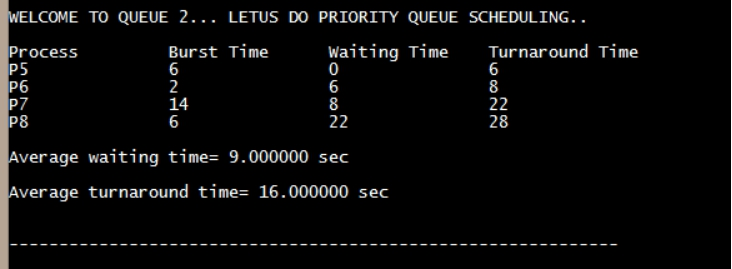 WELCOME TO QUEUE 2... LETUS DO PRIORITY QUEUE SCHEDULING..
Process Burst Time Waiting Time Turnaround Time
P5 6 0 6
P6 2 6 8
P7 14 8 22
P8 6 22 28
Average waiting time= 9.000000 sec
Average turnaround time= 16.000000 sec
-------------------------------------------------------------